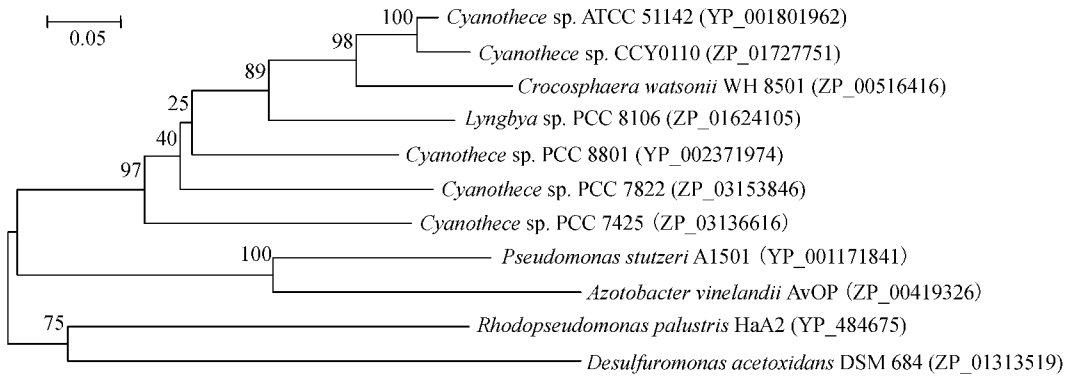 100
Cyanothece sp. ATCC 51142 (YP_001801962)
0.05
98
Cyanothece sp. CCY0110 (ZP_01727751)
89
Crocosphaera watsonii WH 8501 (ZP_00516416)
25
Lyngbya sp. PCC 8106 (ZP_01624105)
40
Cyanothece sp. PCC 8801 (YP_002371974)
97
Cyanothece sp. PCC 7822 (ZP_03153846)
Cyanothece sp. PCC 7425 (ZP_03136616)
100
Pseudomonas stutzeri A1501 (YP_001171841)
Azotobacter vinelandii AvOP (ZP_00419326)
75
Rhodopseudomonas palustris HaA2 (YP_484675)
Desulfuromonas acetoxidans DSM 684 (ZP_01313519)